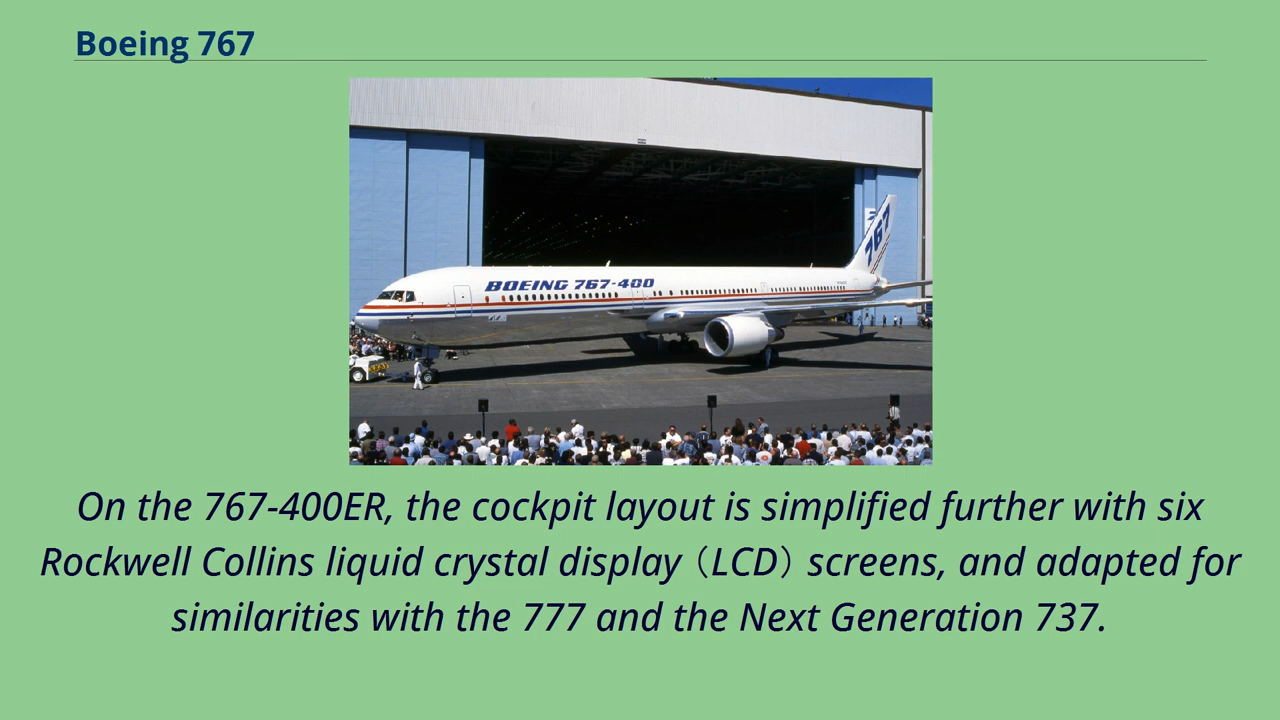 Boeing 767
767
BOEING 767-400
On the 767-400ER, the cockpit layout is simplified further with six
Rockwell Collins liquid crystal display（LCD）screens, and adapted for
similarities with the 777 and the Next Generation 737.